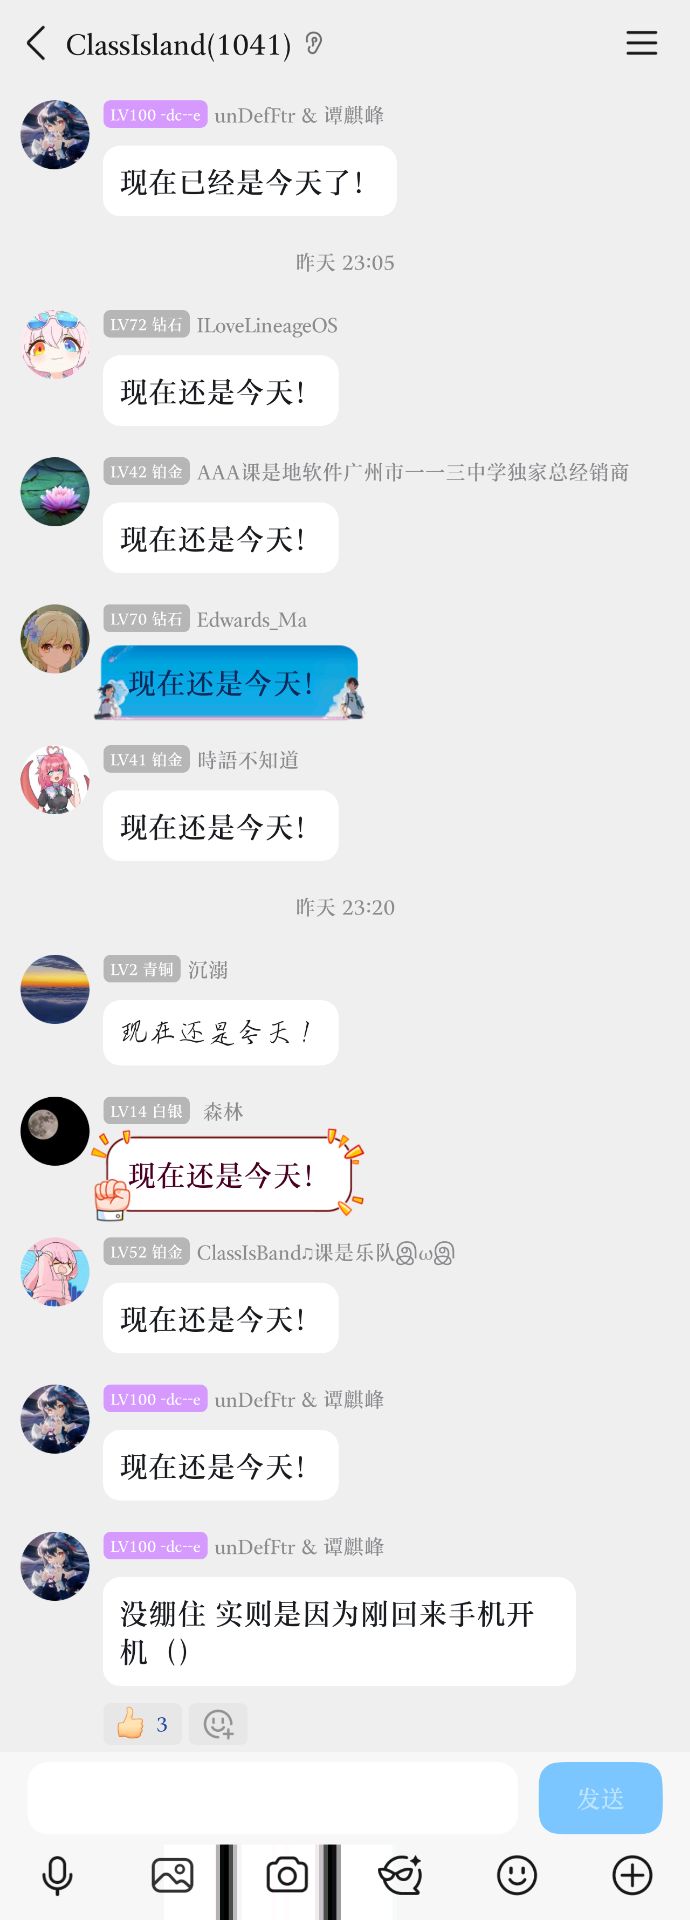 ClassIsland(1041)
LV100 -dc--e unDefFtr & 谭麒峰
现在已经是今天了！
昨天 23:05
LV72 钻石 ILoveLineageOS
现在还是今天！
LV42 铂金 AAA课是地软件广州市一一三中学独家总经销商
现在还是今天！
LV70 钻石 Edwards_Ma
现在还是今天！
LV41 铂金 時語不知道
现在还是今天！
昨天 23:20
LV2 青铜 沉溺
现在还是今天！
LV14 白银 森林
现在还是今天！
LV52 铂金 ClassIsBand♫课是乐队இωஇ
现在还是今天！
LV100 -dc--e unDefFtr & 谭麒峰
现在还是今天！
LV100 -dc--e unDefFtr & 谭麒峰
没绷住 实则是因为刚回来手机开
机（）
3
发送